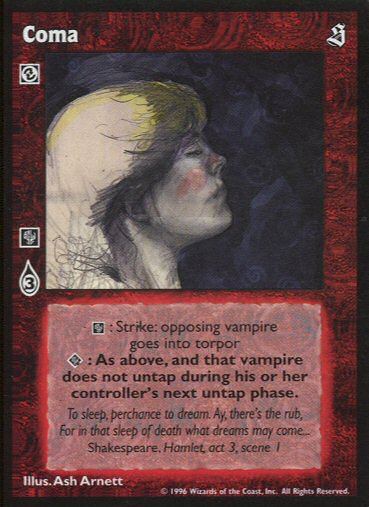 Coma
3
: Strike: opposing vampire
goes into torpor
: As above, and that vampire
does not untap during his or her
controller's next untap phase.
To sleep, perchance to dream. Ay, there's the rub,
For in that sleep of death what dreams may come...
Shakespeare. Hamlet, act 3, scene 1
Illus. Ash Arnett
© 1996 Wizards of the Coast, Inc. All Rights Reserved.